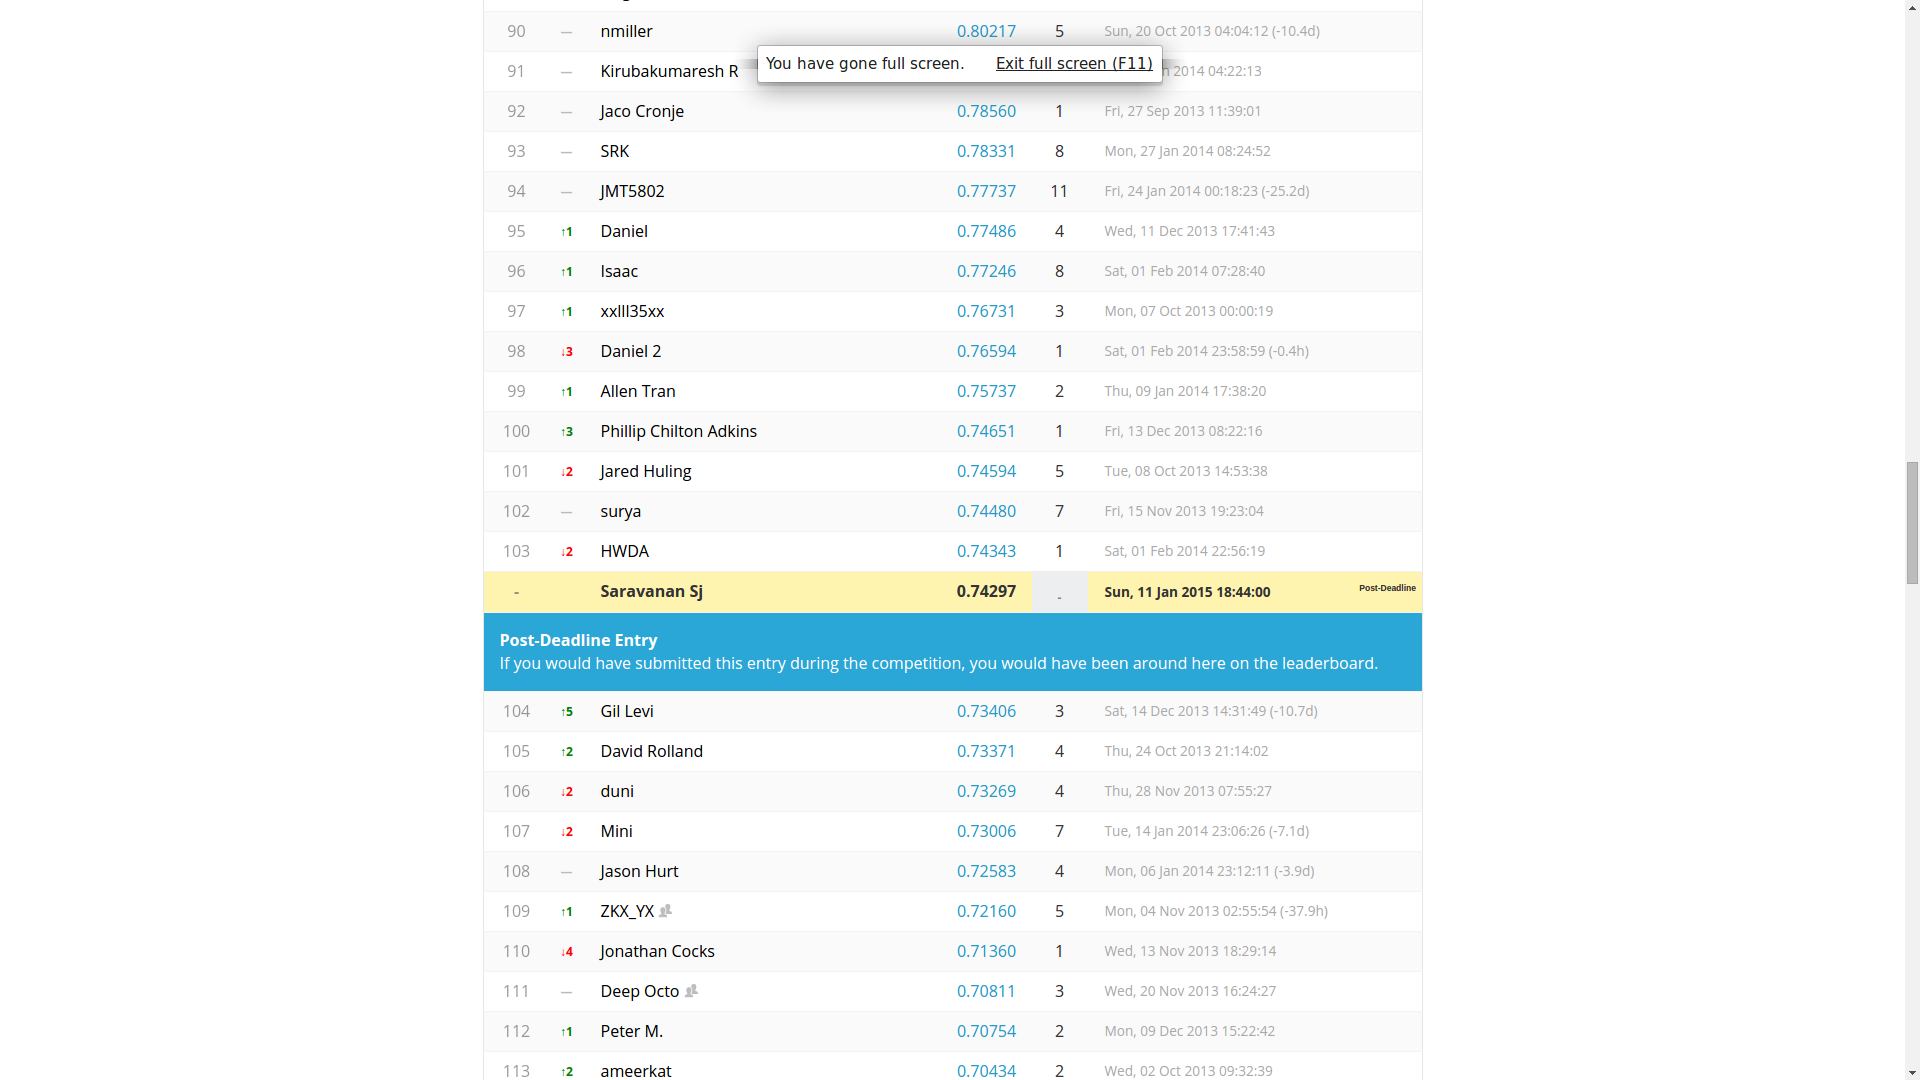 90 — nmiller 0.80217 5 Sun, 20 Oct 2013 04:04:12 (-10.4d)
You have gone full screen. Exit full screen (F11)
91 — Kirubakumaresh R 2014 04:22:13
92 — Jaco Cronje 0.78560 1 Fri, 27 Sep 2013 11:39:01
93 — SRK 0.78331 8 Mon, 27 Jan 2014 08:24:52
94 — JMT5802 0.77737 11 Fri, 24 Jan 2014 00:18:23 (-25.2d)
95 ↑1 Daniel 0.77486 4 Wed, 11 Dec 2013 17:41:43
96 ↑1 Isaac 0.77246 8 Sat, 01 Feb 2014 07:28:40
97 ↑1 xxlll35xx 0.76731 3 Mon, 07 Oct 2013 00:00:19
98 ↓3 Daniel 2 0.76594 1 Sat, 01 Feb 2014 23:58:59 (-0.4h)
99 ↑1 Allen Tran 0.75737 2 Thu, 09 Jan 2014 17:38:20
100 ↑3 Phillip Chilton Adkins 0.74651 1 Fri, 13 Dec 2013 08:22:16
101 ↓2 Jared Huling 0.74594 5 Tue, 08 Oct 2013 14:53:38
102 — surya 0.74480 7 Fri, 15 Nov 2013 19:23:04
103 ↓2 HWDA 0.74343 1 Sat, 01 Feb 2014 22:56:19
- Saravanan Sj 0.74297 - Sun, 11 Jan 2015 18:44:00 Post-Deadline
Post-Deadline Entry
If you would have submitted this entry during the competition, you would have been around here on the leaderboard.
104 ↑5 Gil Levi 0.73406 3 Sat, 14 Dec 2013 14:31:49 (-10.7d)
105 ↑2 David Rolland 0.73371 4 Thu, 24 Oct 2013 21:14:02
106 ↓2 duni 0.73269 4 Thu, 28 Nov 2013 07:55:27
107 ↓2 Mini 0.73006 7 Tue, 14 Jan 2014 23:06:26 (-7.1d)
108 — Jason Hurt 0.72583 4 Mon, 06 Jan 2014 23:12:11 (-3.9d)
109 ↑1 ZKX_YX 0.72160 5 Mon, 04 Nov 2013 02:55:54 (-37.9h)
110 ↓4 Jonathan Cocks 0.71360 1 Wed, 13 Nov 2013 18:29:14
111 — Deep Octo 0.70811 3 Wed, 20 Nov 2013 16:24:27
112 ↑1 Peter M. 0.70754 2 Mon, 09 Dec 2013 15:22:42
113 ↑2 ameerkat 0.70434 2 Wed, 02 Oct 2013 09:32:39